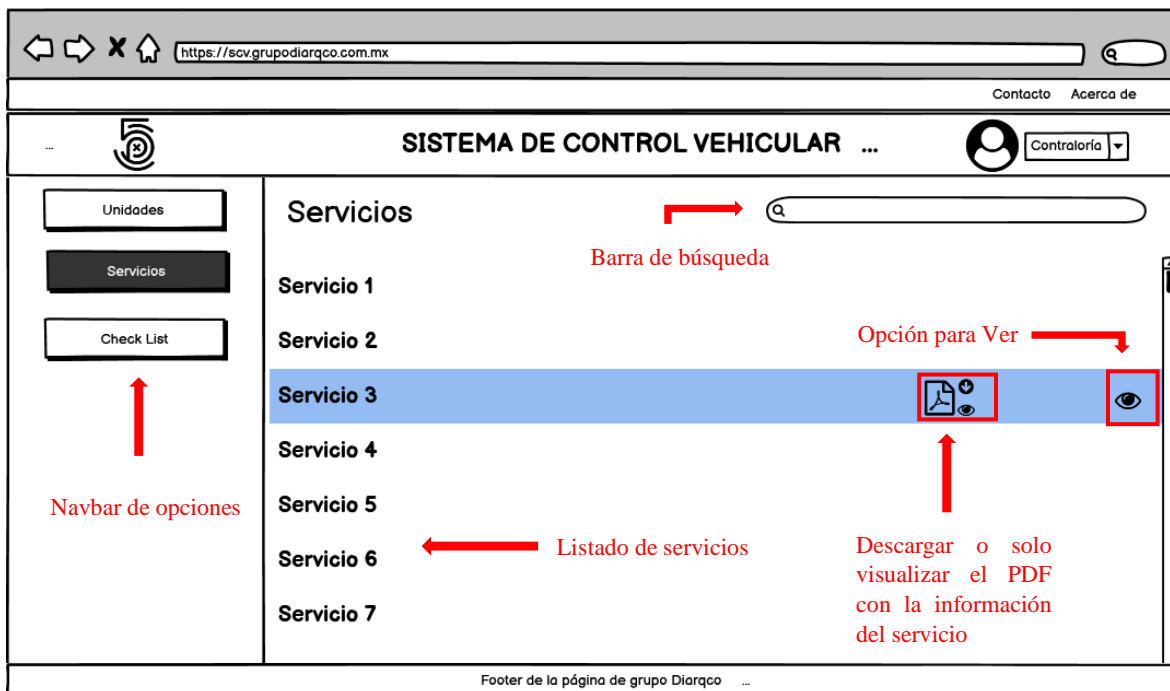 https://scv.grupodiarqco.com.mx
Contacto Acerca de
... SISTEMA DE CONTROL VEHICULAR ... Contraloría
Unidades
Servicios
Check List
Navbar de opciones
Servicios
Barra de búsqueda
Servicio 1
Servicio 2
Opción para Ver
Servicio 3
Servicio 4
Servicio 5
Servicio 6
Servicio 7
Listado de servicios
Descargar o solo
visualizar el PDF
con la información
del servicio
Footer de la página de grupo Diarqco ...